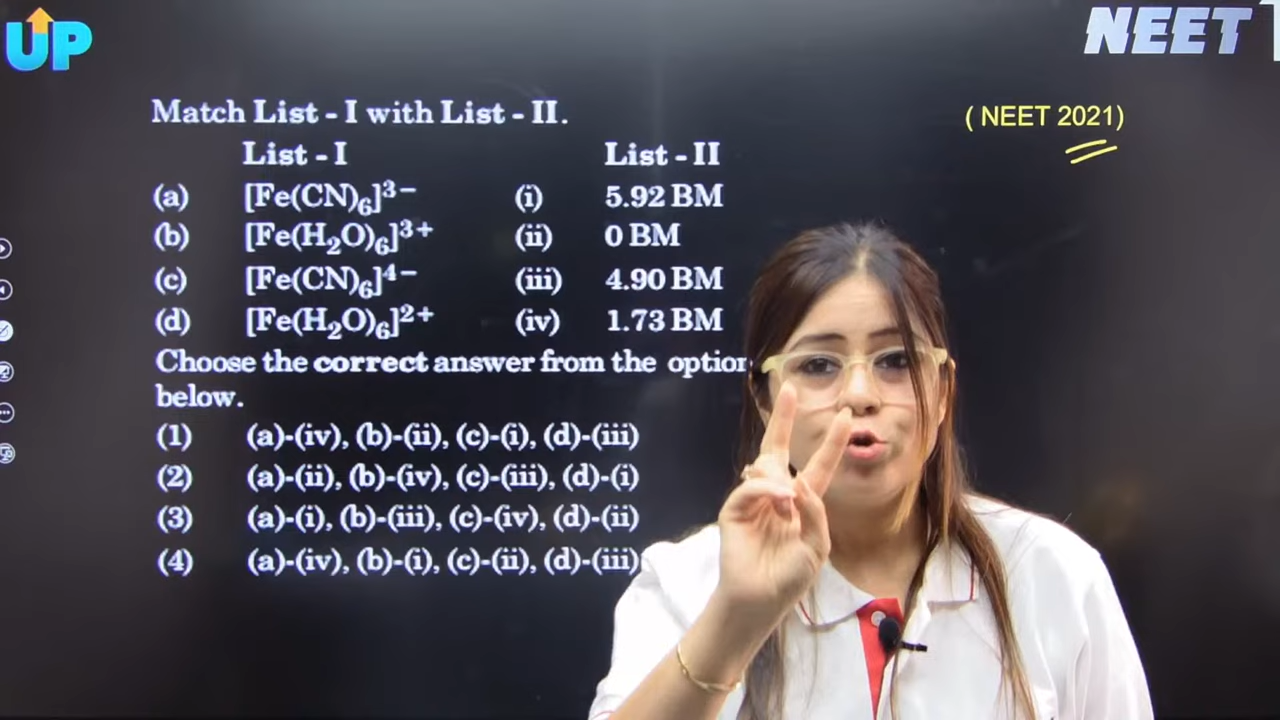 UP
NEET
Match List - I with List - II.
( NEET 2021)
List - I List - II
(a) [Fe(CN)₆]³⁻ (i) 5.92 BM
(b) [Fe(H₂O)₆]³⁺ (ii) 0 BM
(c) [Fe(CN)₆]⁴⁻ (iii) 4.90 BM
(d) [Fe(H₂O)₆]²⁺ (iv) 1.73 BM
Choose the correct answer from the
below.
(1) (a)-(iv), (b)-(ii), (c)-(i), (d)-(iii)
(2) (a)-(ii), (b)-(iv), (c)-(iii), (d)-(i)
(3) (a)-(i), (b)-(iii), (c)-(iv), (d)-(ii)
(4) (a)-(iv), (b)-(i), (c)-(ii), (d)-(iii)